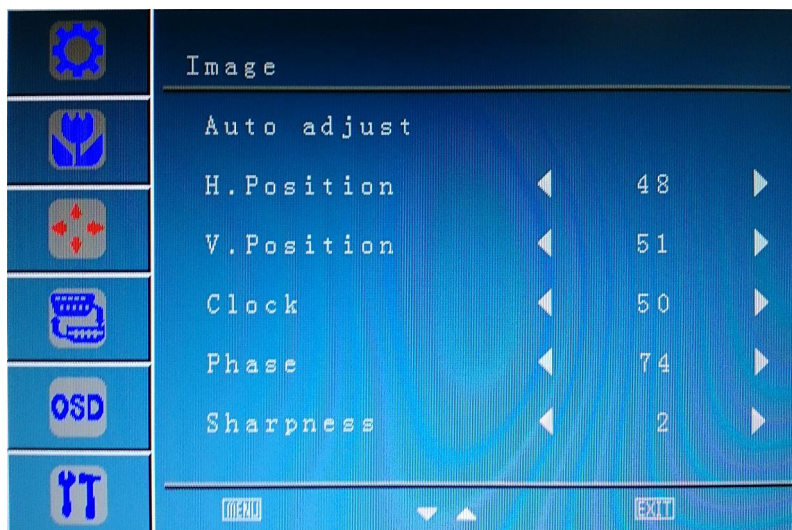 Image
Auto adjust
H.Position 48
V.Position 51
Clock 50
Phase 74
OSD
Sharpness 2
MENU EXIT